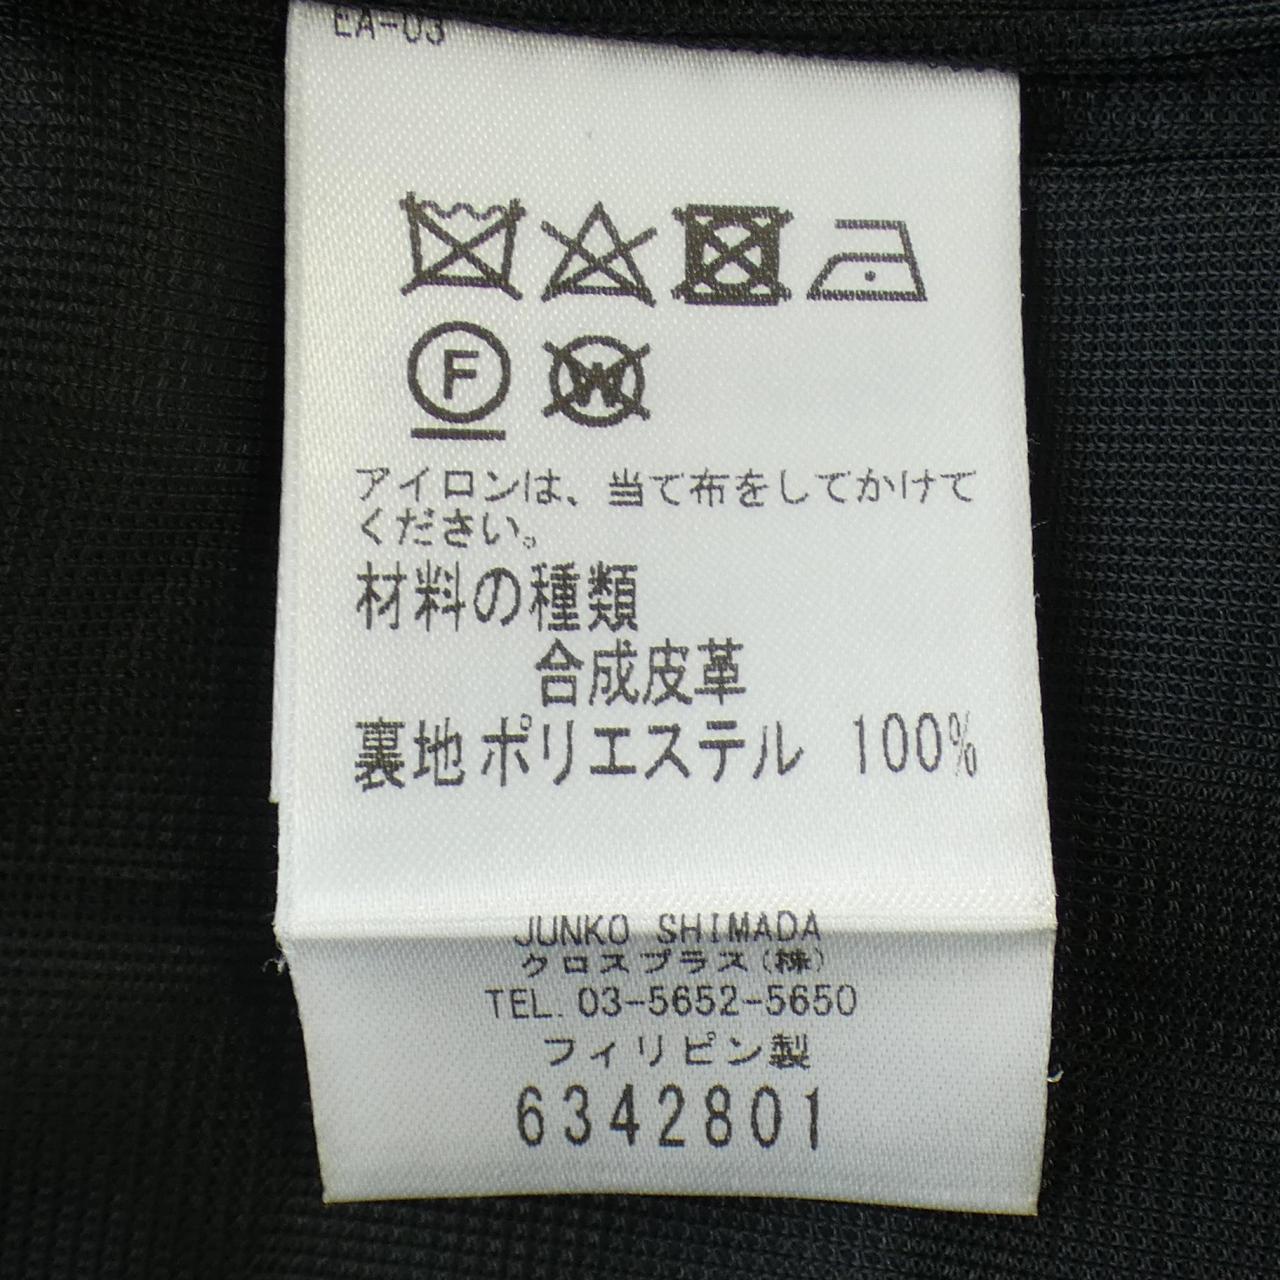 EA-03
F
W
アイロンは、当て布をしてかけて
ください。
材料の種類
合成皮革
裏地 ポリエステル 100%
JUNKO SHIMADA
クロスプラス(株)
TEL. 03-5652-5650
フィリピン製
6342801